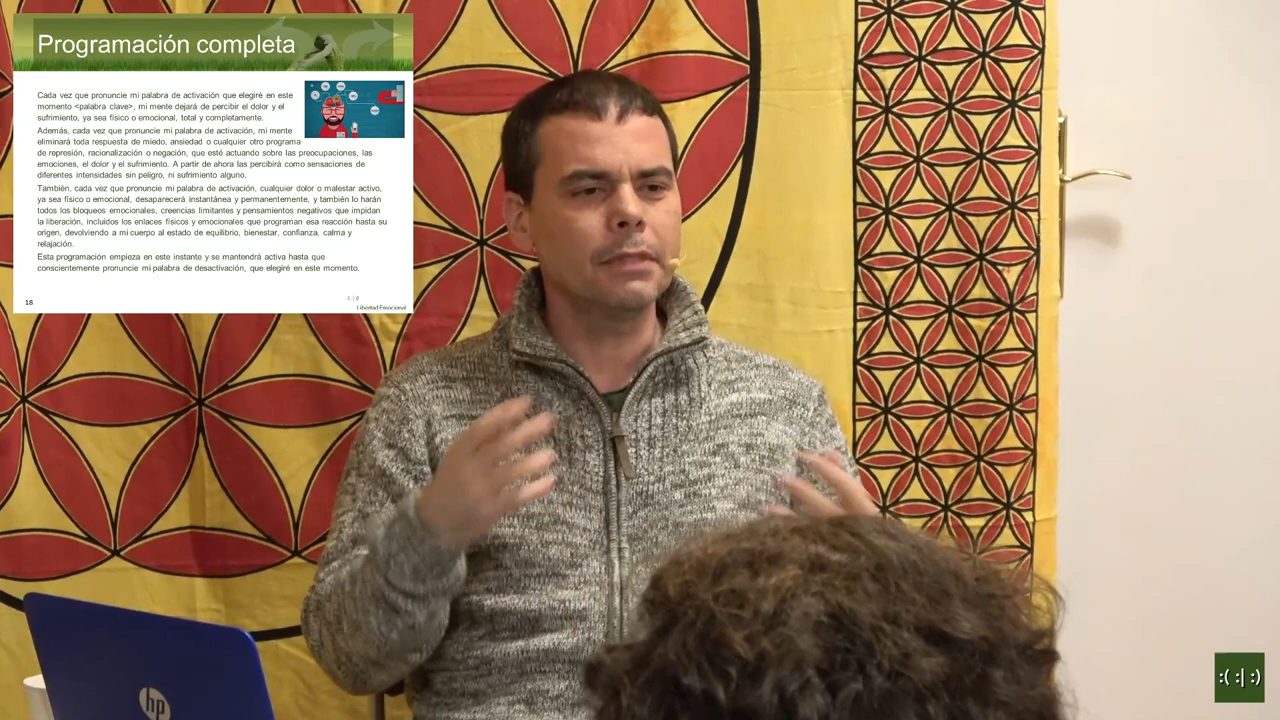 Programación completa
Cada vez que pronuncie mi palabra de activación que elegiré en este
momento <palabra clave>, mi mente dejará de percibir el dolor y el
sufrimiento, ya sea físico o emocional, total y completamente.
Además, cada vez que pronuncie mi palabra de activación, mi mente
eliminará toda respuesta de miedo, ansiedad o cualquier otro programa
de represión, racionalización o negación, que esté actuando sobre las preocupaciones, las
emociones, el dolor y el sufrimiento. A partir de ahora las percibirá como sensaciones de
diferentes intensidades sin peligro, ni sufrimiento alguno.
También, cada vez que pronuncie mi palabra de activación, cualquier dolor o malestar activo,
ya sea físico o emocional, desaparecerá instantánea y permanentemente, y también lo harán
todos los bloqueos emocionales, creencias limitantes y pensamientos negativos que impidan
la liberación, incluidos los enlaces físicos y emocionales que programan esa reacción hasta su
origen, devolviendo a mi cuerpo al estado de equilibrio, bienestar, confianza, calma y
relajación.
Esta programación empieza en este instante y se mantendrá activa hasta que
conscientemente pronuncie mi palabra de desactivación, que elegiré en este momento.
18
Libertad Emocional
hp
:( :| :)